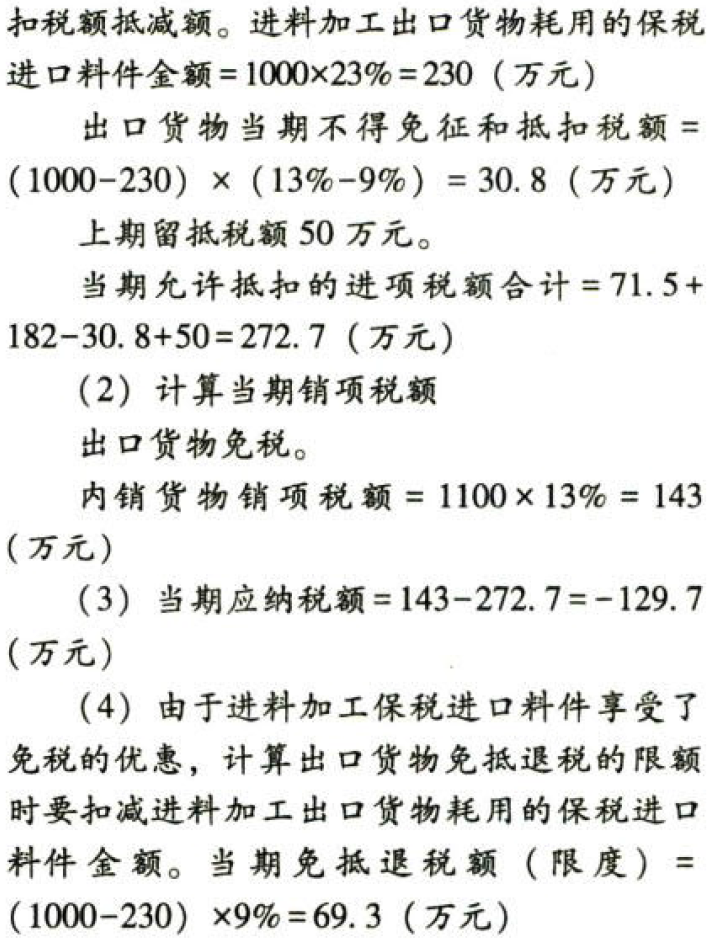 扣税额抵减额。进料加工出口货物耗用的保税
进口料件金额=1000×23%=230（万元）
出口货物当期不得免征和抵扣税额=
(1000-230) × (13%-9%) = 30.8（万元）
上期留抵税额 50 万元。
当期允许抵扣的进项税额合计=71.5+
182-30.8+50=272.7（万元）
（2）计算当期销项税额
出口货物免税。
内销货物销项税额 = 1100×13% = 143
（万元）
（3）当期应纳税额=143-272.7=-129.7
（万元）
（4）由于进料加工保税进口料件享受了
免税的优惠，计算出口货物免抵退税的限额
时要扣减进料加工出口货物耗用的保税进口
料件金额。当期免抵退税额（限度）=
(1000-230) ×9%=69.3（万元）